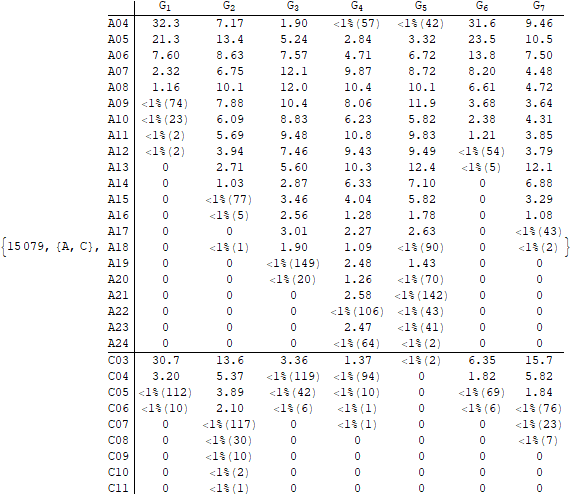 G1 G2 G3 G4 G5 G6 G7
A04 32.3 7.17 1.90 <1%(57) <1%(42) 31.6 9.46
A05 21.3 13.4 5.24 2.84 3.32 23.5 10.5
A06 7.60 8.63 7.57 4.71 6.72 13.8 7.50
A07 2.32 6.75 12.1 9.87 8.72 8.20 4.48
A08 1.16 10.1 12.0 10.4 10.1 6.61 4.72
A09 <1%(74) 7.88 10.4 8.06 11.9 3.68 3.64
A10 <1%(23) 6.09 8.83 6.23 5.82 2.38 4.31
A11 <1%(2) 5.69 9.48 10.8 9.83 1.21 3.85
A12 <1%(2) 3.94 7.46 9.43 9.49 <1%(54) 3.79
A13 0 2.71 5.60 10.3 12.4 <1%(5) 12.1
A14 0 1.03 2.87 6.33 7.10 0 6.88
A15 0 <1%(77) 3.46 4.04 5.82 0 3.29
A16 0 <1%(5) 2.56 1.28 1.78 0 1.08
A17 0 0 3.01 2.27 2.63 0 <1%(43)
{15079, {A, C}, A18 0 <1%(1) 1.90 1.09 <1%(90) 0 <1%(2) }
A19 0 0 <1%(149) 2.48 1.43 0 0
A20 0 0 <1%(20) 1.26 <1%(70) 0 0
A21 0 0 0 2.58 <1%(142) 0 0
A22 0 0 0 <1%(106) <1%(43) 0 0
A23 0 0 0 2.47 <1%(41) 0 0
A24 0 0 0 <1%(64) <1%(2) 0 0
C03 30.7 13.6 3.36 1.37 <1%(2) 6.35 15.7
C04 3.20 5.37 <1%(119) <1%(94) 0 1.82 5.82
C05 <1%(112) 3.89 <1%(42) <1%(10) 0 <1%(69) 1.84
C06 <1%(10) 2.10 <1%(6) <1%(1) 0 <1%(6) <1%(76)
C07 0 <1%(117) 0 <1%(1) 0 0 <1%(23)
C08 0 <1%(30) 0 0 0 0 <1%(7)
C09 0 <1%(10) 0 0 0 0 0
C10 0 <1%(2) 0 0 0 0 0
C11 0 <1%(1) 0 0 0 0 0